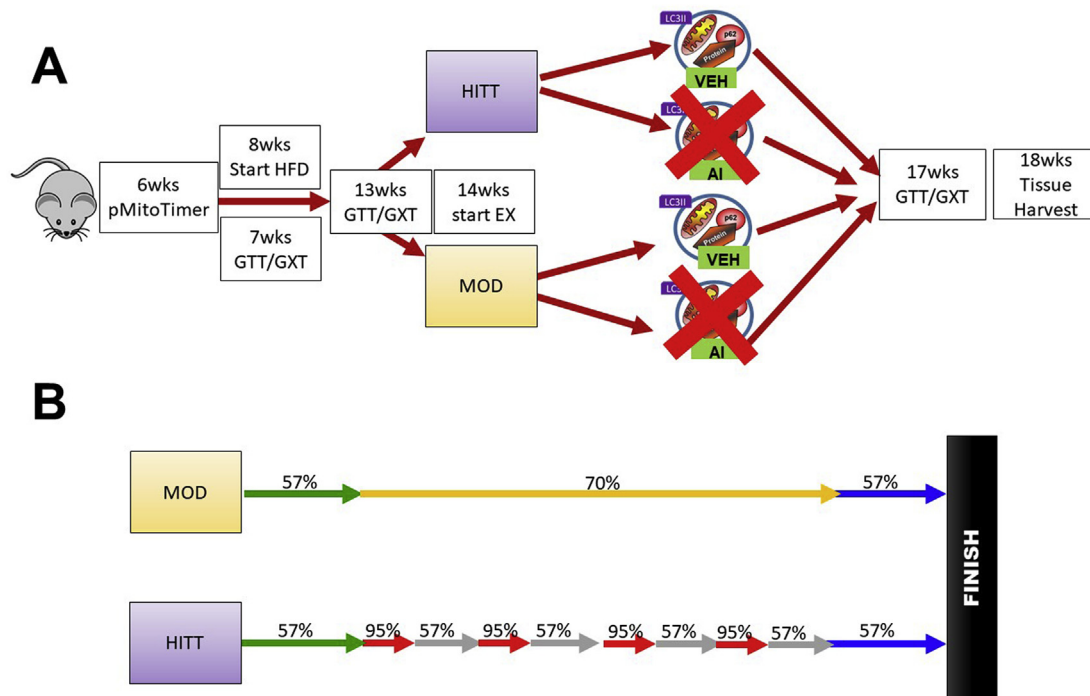 A
6wks
pMitoTimer
8wks
Start HFD
7wks
GTT/GXT
13wks
GTT/GXT
14wks
start EX
HITT
MOD
LC3II
p62
Protein
VEH
LC3
AI
LC3II
p62
Protein
VEH
LC3
AI
17wks
GTT/GXT
18wks
Tissue
Harvest
B
MOD
57%
70%
57%
HITT
57%
95%
57%
95%
57%
95%
57%
95%
57%
57%
FINISH